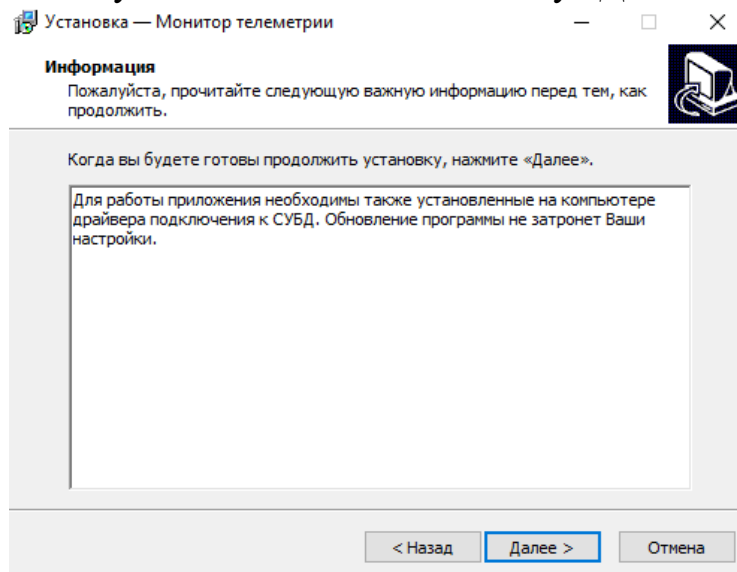 Установка — Монитор телеметрии
Информация
Пожалуйста, прочитайте следующую важную информацию перед тем, как
продолжить.
Когда вы будете готовы продолжить установку, нажмите «Далее».
Для работы приложения необходимы также установленные на компьютере
драйвера подключения к СУБД. Обновление программы не затронет Ваши
настройки.
< Назад
Далее >
Отмена